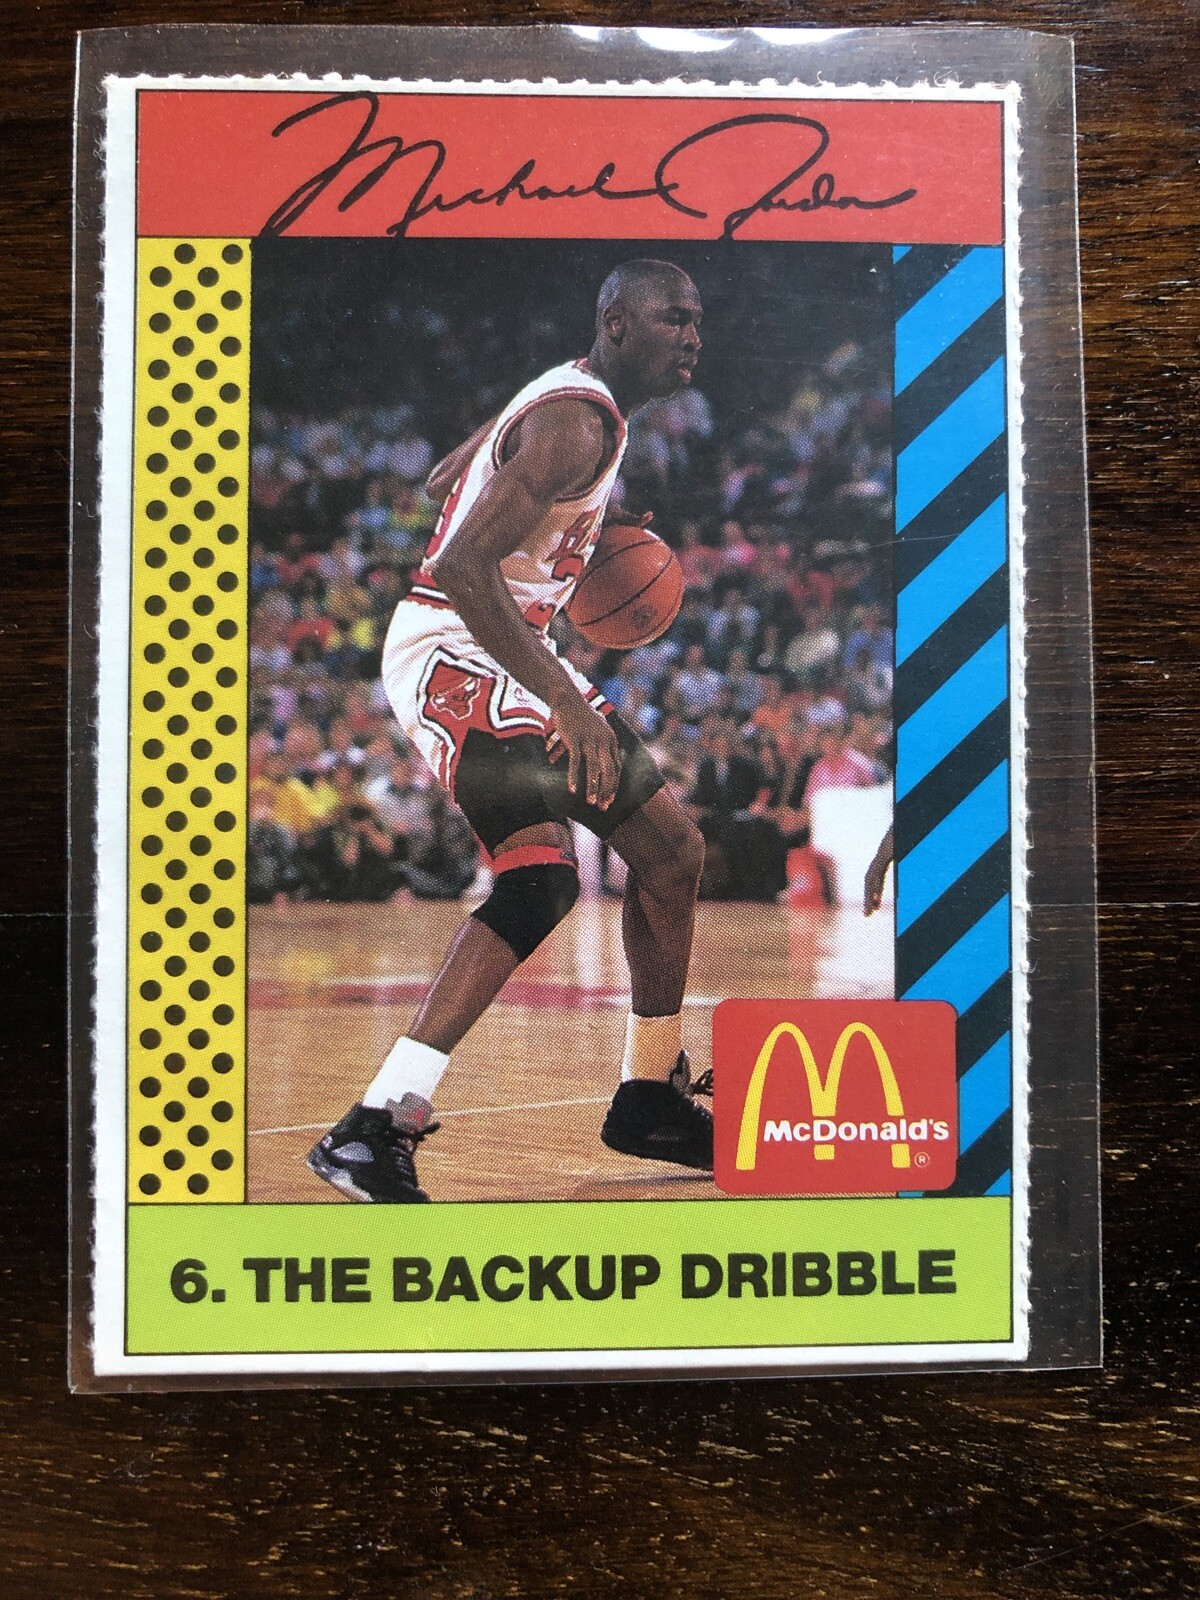 Michael Jordan
McDonald's
®
6. THE BACKUP DRIBBLE